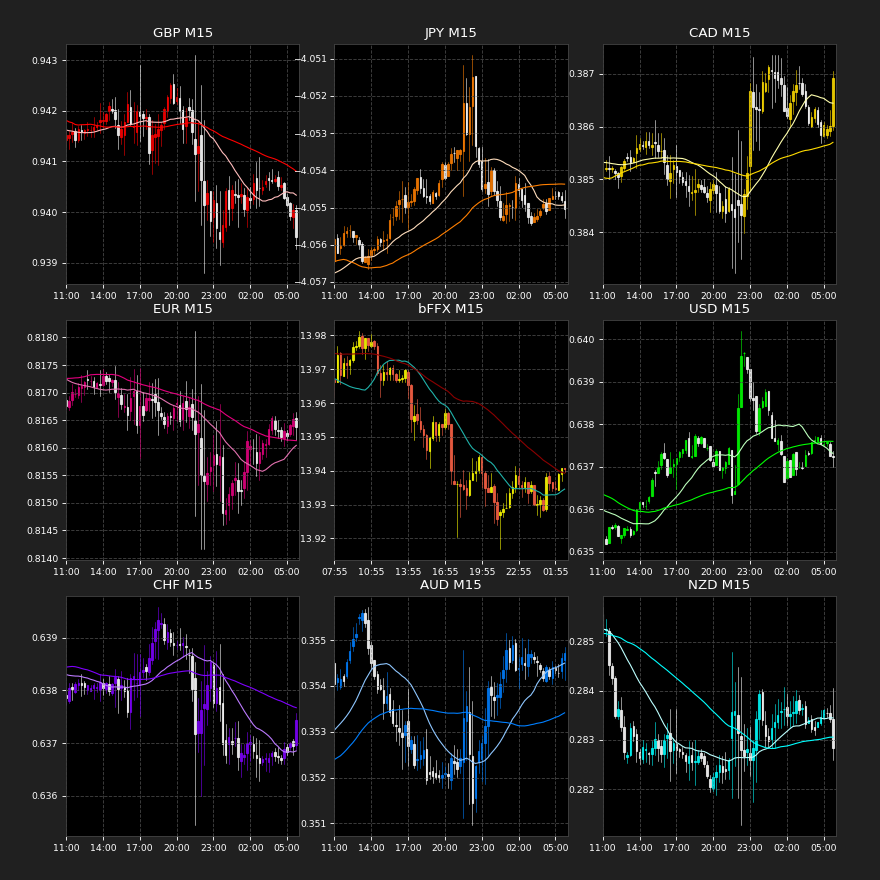 GBP M15
0.943
0.942
0.941
0.940
0.939
11:00 14:00 17:00 20:00 23:00 02:00 05:00
JPY M15
−4.051
−4.052
−4.053
−4.054
−4.055
−4.056
−4.057
11:00 14:00 17:00 20:00 23:00 02:00 05:00
CAD M15
0.387
0.386
0.385
0.384
11:00 14:00 17:00 20:00 23:00 02:00 05:00
EUR M15
0.8180
0.8175
0.8170
0.8165
0.8160
0.8155
0.8150
0.8145
0.8140
11:00 14:00 17:00 20:00 23:00 02:00 05:00
bFFX M15
13.98
13.97
13.96
13.95
13.94
13.93
13.92
07:55 10:55 13:55 16:55 19:55 22:55 01:55
USD M15
0.640
0.639
0.638
0.637
0.636
0.635
11:00 14:00 17:00 20:00 23:00 02:00 05:00
CHF M15
0.639
0.638
0.637
0.636
11:00 14:00 17:00 20:00 23:00 02:00 05:00
AUD M15
0.355
0.354
0.353
0.352
0.351
11:00 14:00 17:00 20:00 23:00 02:00 05:00
NZD M15
0.285
0.284
0.283
0.282
11:00 14:00 17:00 20:00 23:00 02:00 05:00